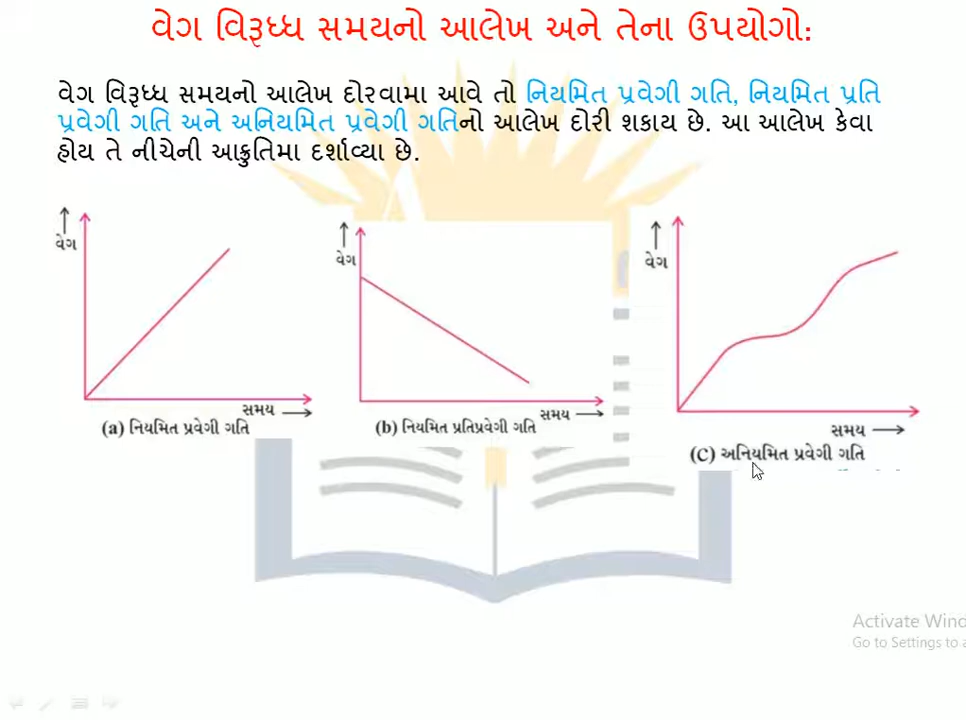 વેગ વિરૂધ્ધ સમયનો આલેખ અને તેના ઉપયોગો:
વેગ વિરૂધ્ધ સમયનો આલેખ દોરવામા આવે તો નિયમિત પ્રવેગી ગતિ, નિયમિત પ્રતિ
પ્રવેગી ગતિ અને અનિયમિત પ્રવેગી ગતિનો આલેખ દોરી શકાય છે. આ આલેખ કેવા
હોય તે નીચેની આક્રુતિમા દર્શાવ્યા છે.
વેગ
સમય
(a) નિયમિત પ્રવેગી ગતિ
વેગ
સમય
(b) નિયમિત પ્રતિપ્રવેગી ગતિ
વેગ
સમય
(C) અનિયમિત પ્રવેગી ગતિ
Activate Wind
Go to Settings to a